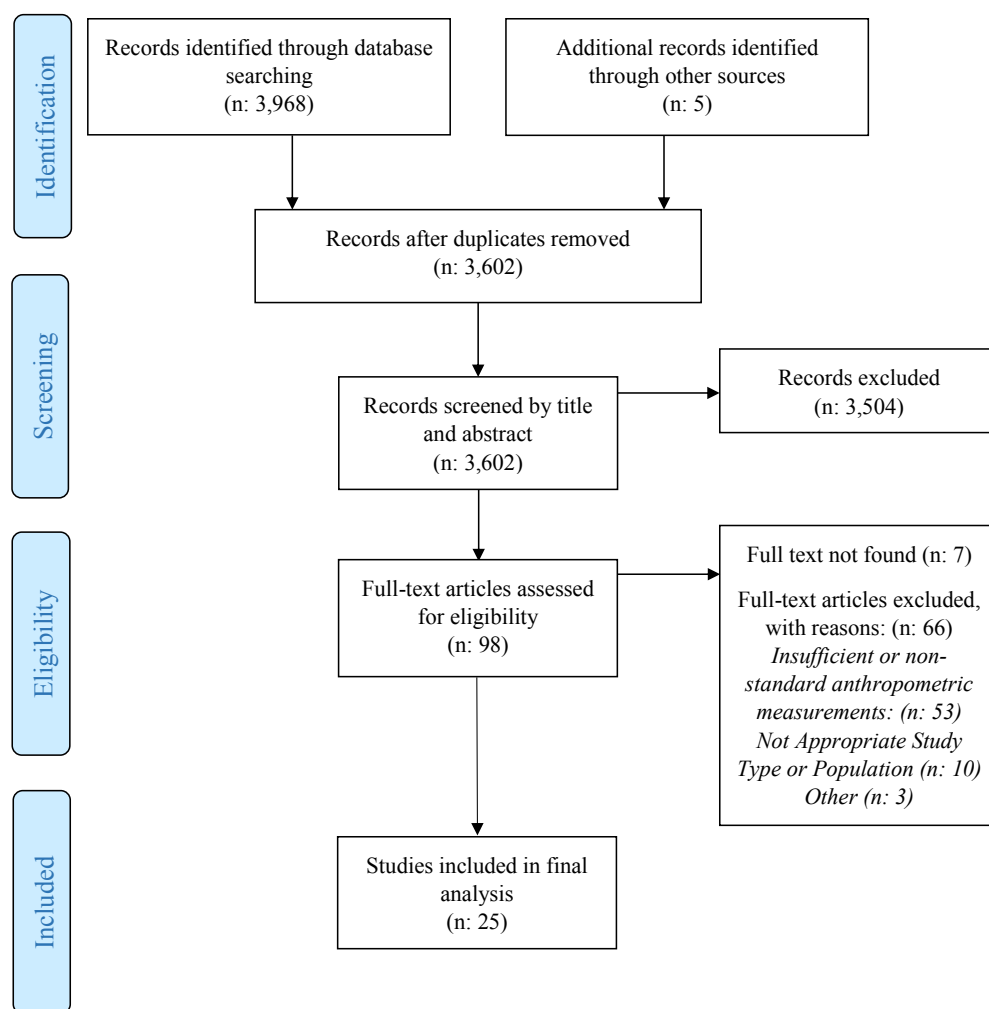 Identification
Records identified through database
searching
(n: 3,968)
Additional records identified
through other sources
(n: 5)
Records after duplicates removed
(n: 3,602)
Screening
Records screened by title
and abstract
(n: 3,602)
Records excluded
(n: 3,504)
Eligibility
Full-text articles assessed
for eligibility
(n: 98)
Full text not found (n: 7)
Full-text articles excluded,
with reasons: (n: 66)
Insufficient or non-
standard anthropometric
measurements: (n: 53)
Not Appropriate Study
Type or Population (n: 10)
Other (n: 3)
Included
Studies included in final
analysis
(n: 25)